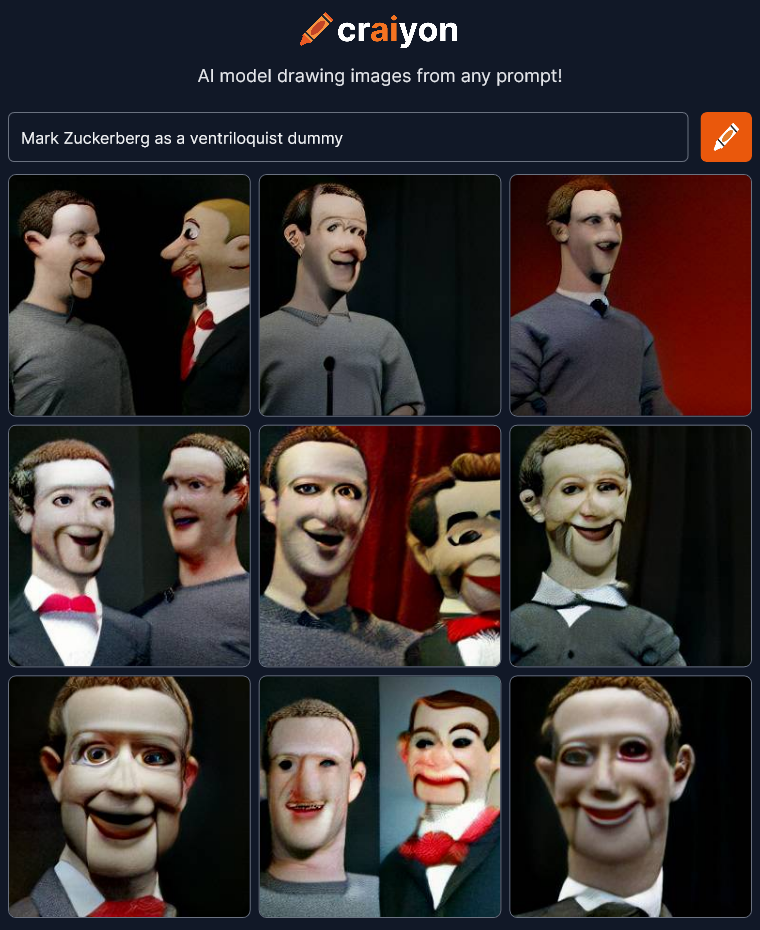 craiyon
AI model drawing images from any prompt!
Mark Zuckerberg as a ventriloquist dummy